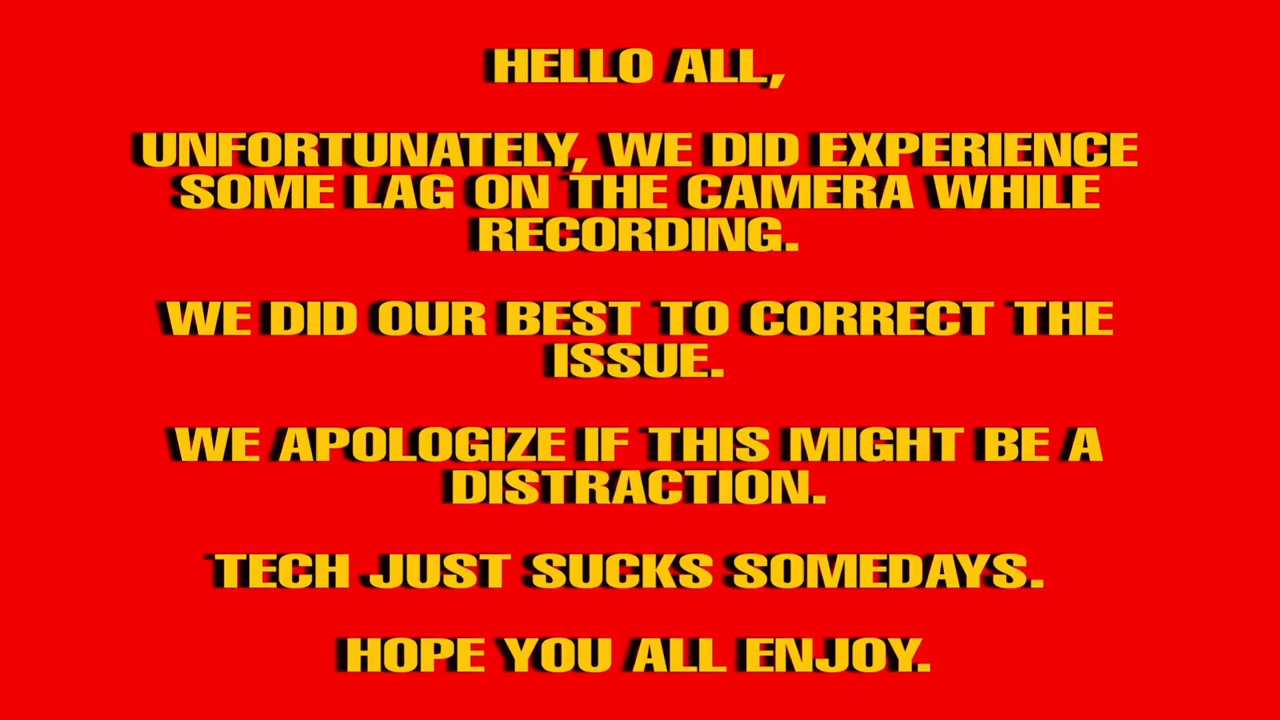 HELLO ALL,
UNFORTUNATELY, WE DID EXPERIENCE
SOME LAG ON THE CAMERA WHILE
RECORDING.
WE DID OUR BEST TO CORRECT THE
ISSUE.
WE APOLOGIZE IF THIS MIGHT BE A
DISTRACTION.
TECH JUST SUCKS SOMEDAYS.
HOPE YOU ALL ENJOY.